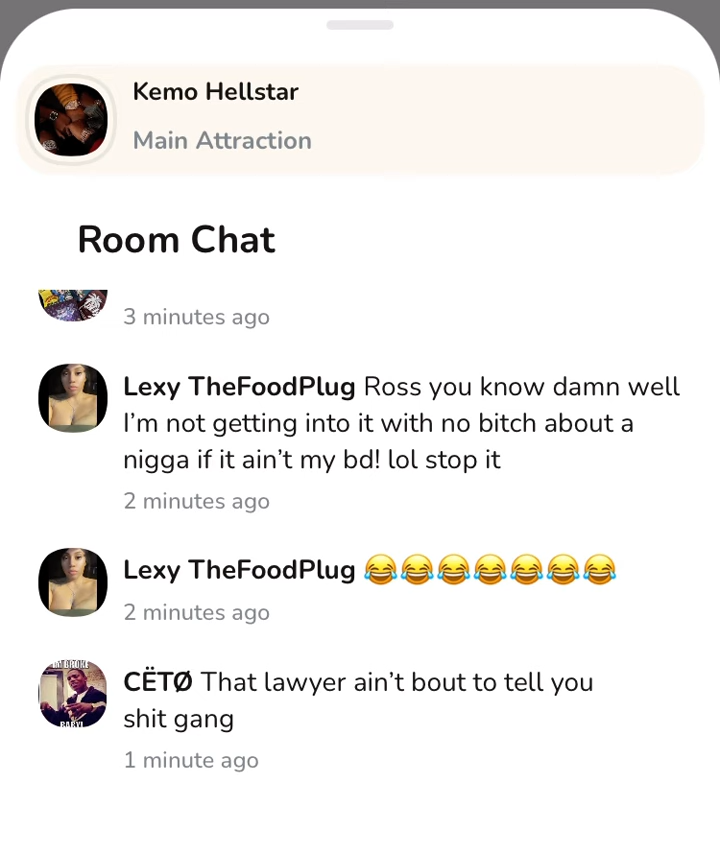 Kemo Hellstar
Main Attraction
Room Chat
3 minutes ago
Lexy TheFoodPlug Ross you know damn well
I'm not getting into it with no bitch about a
nigga if it ain't my bd! lol stop it
2 minutes ago
Lexy TheFoodPlug 😂😂😂😂😂😂😂
2 minutes ago
CËTØ That lawyer ain't bout to tell you
shit gang
1 minute ago